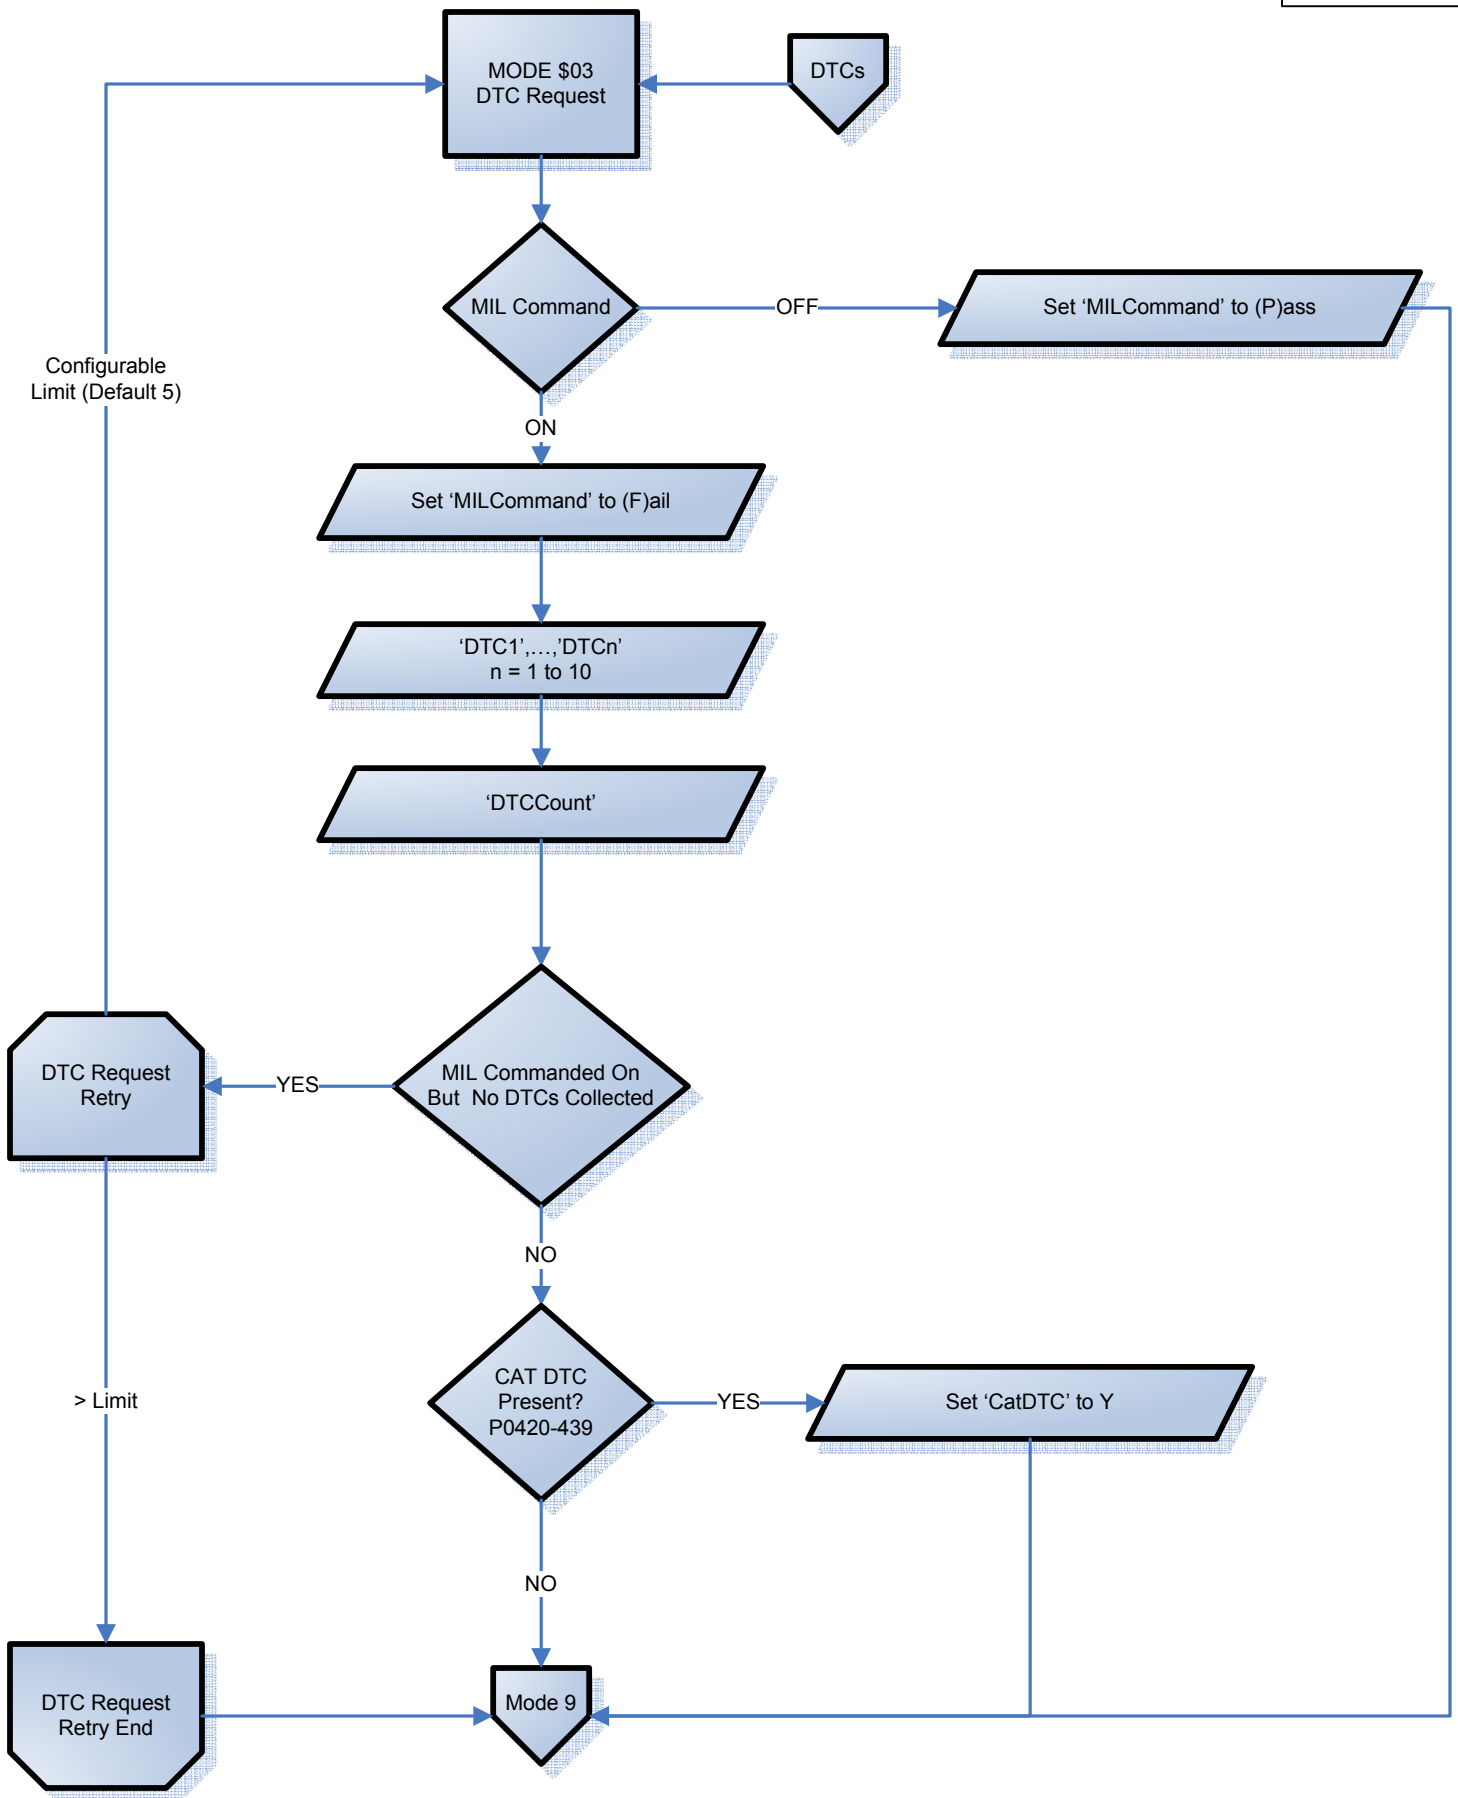 MODE $03
DTC Request
DTCs
MIL Command
OFF
Set ‘MILCommand’ to (P)ass
Configurable
Limit (Default 5)
ON
Set ‘MILCommand’ to (F)ail
‘DTC1’,…,’DTCn’
n = 1 to 10
‘DTCCount’
DTC Request
Retry
YES
MIL Commanded On
But No DTCs Collected
NO
> Limit
CAT DTC
Present?
P0420-439
YES
Set ‘CatDTC’ to Y
NO
DTC Request
Retry End
Mode 9